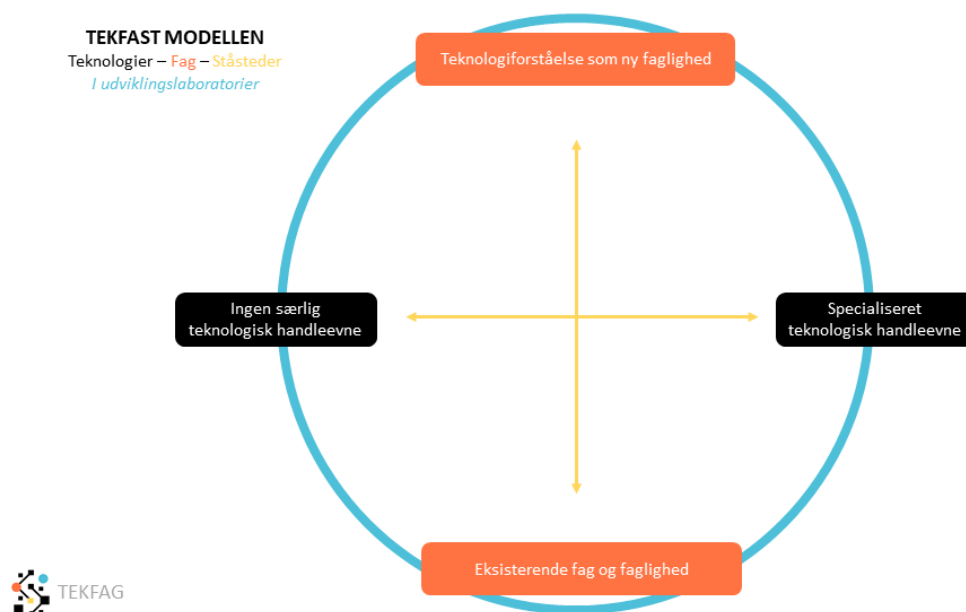 TEKFAST MODELLEN
Teknologier – Fag – Ståsteder
I udviklingslaboratorier
Teknologiforståelse som ny faglighed
Ingen særlig
teknologisk handleevne
Specialiseret
teknologisk handleevne
Eksisterende fag og faglighed
TEKFAG